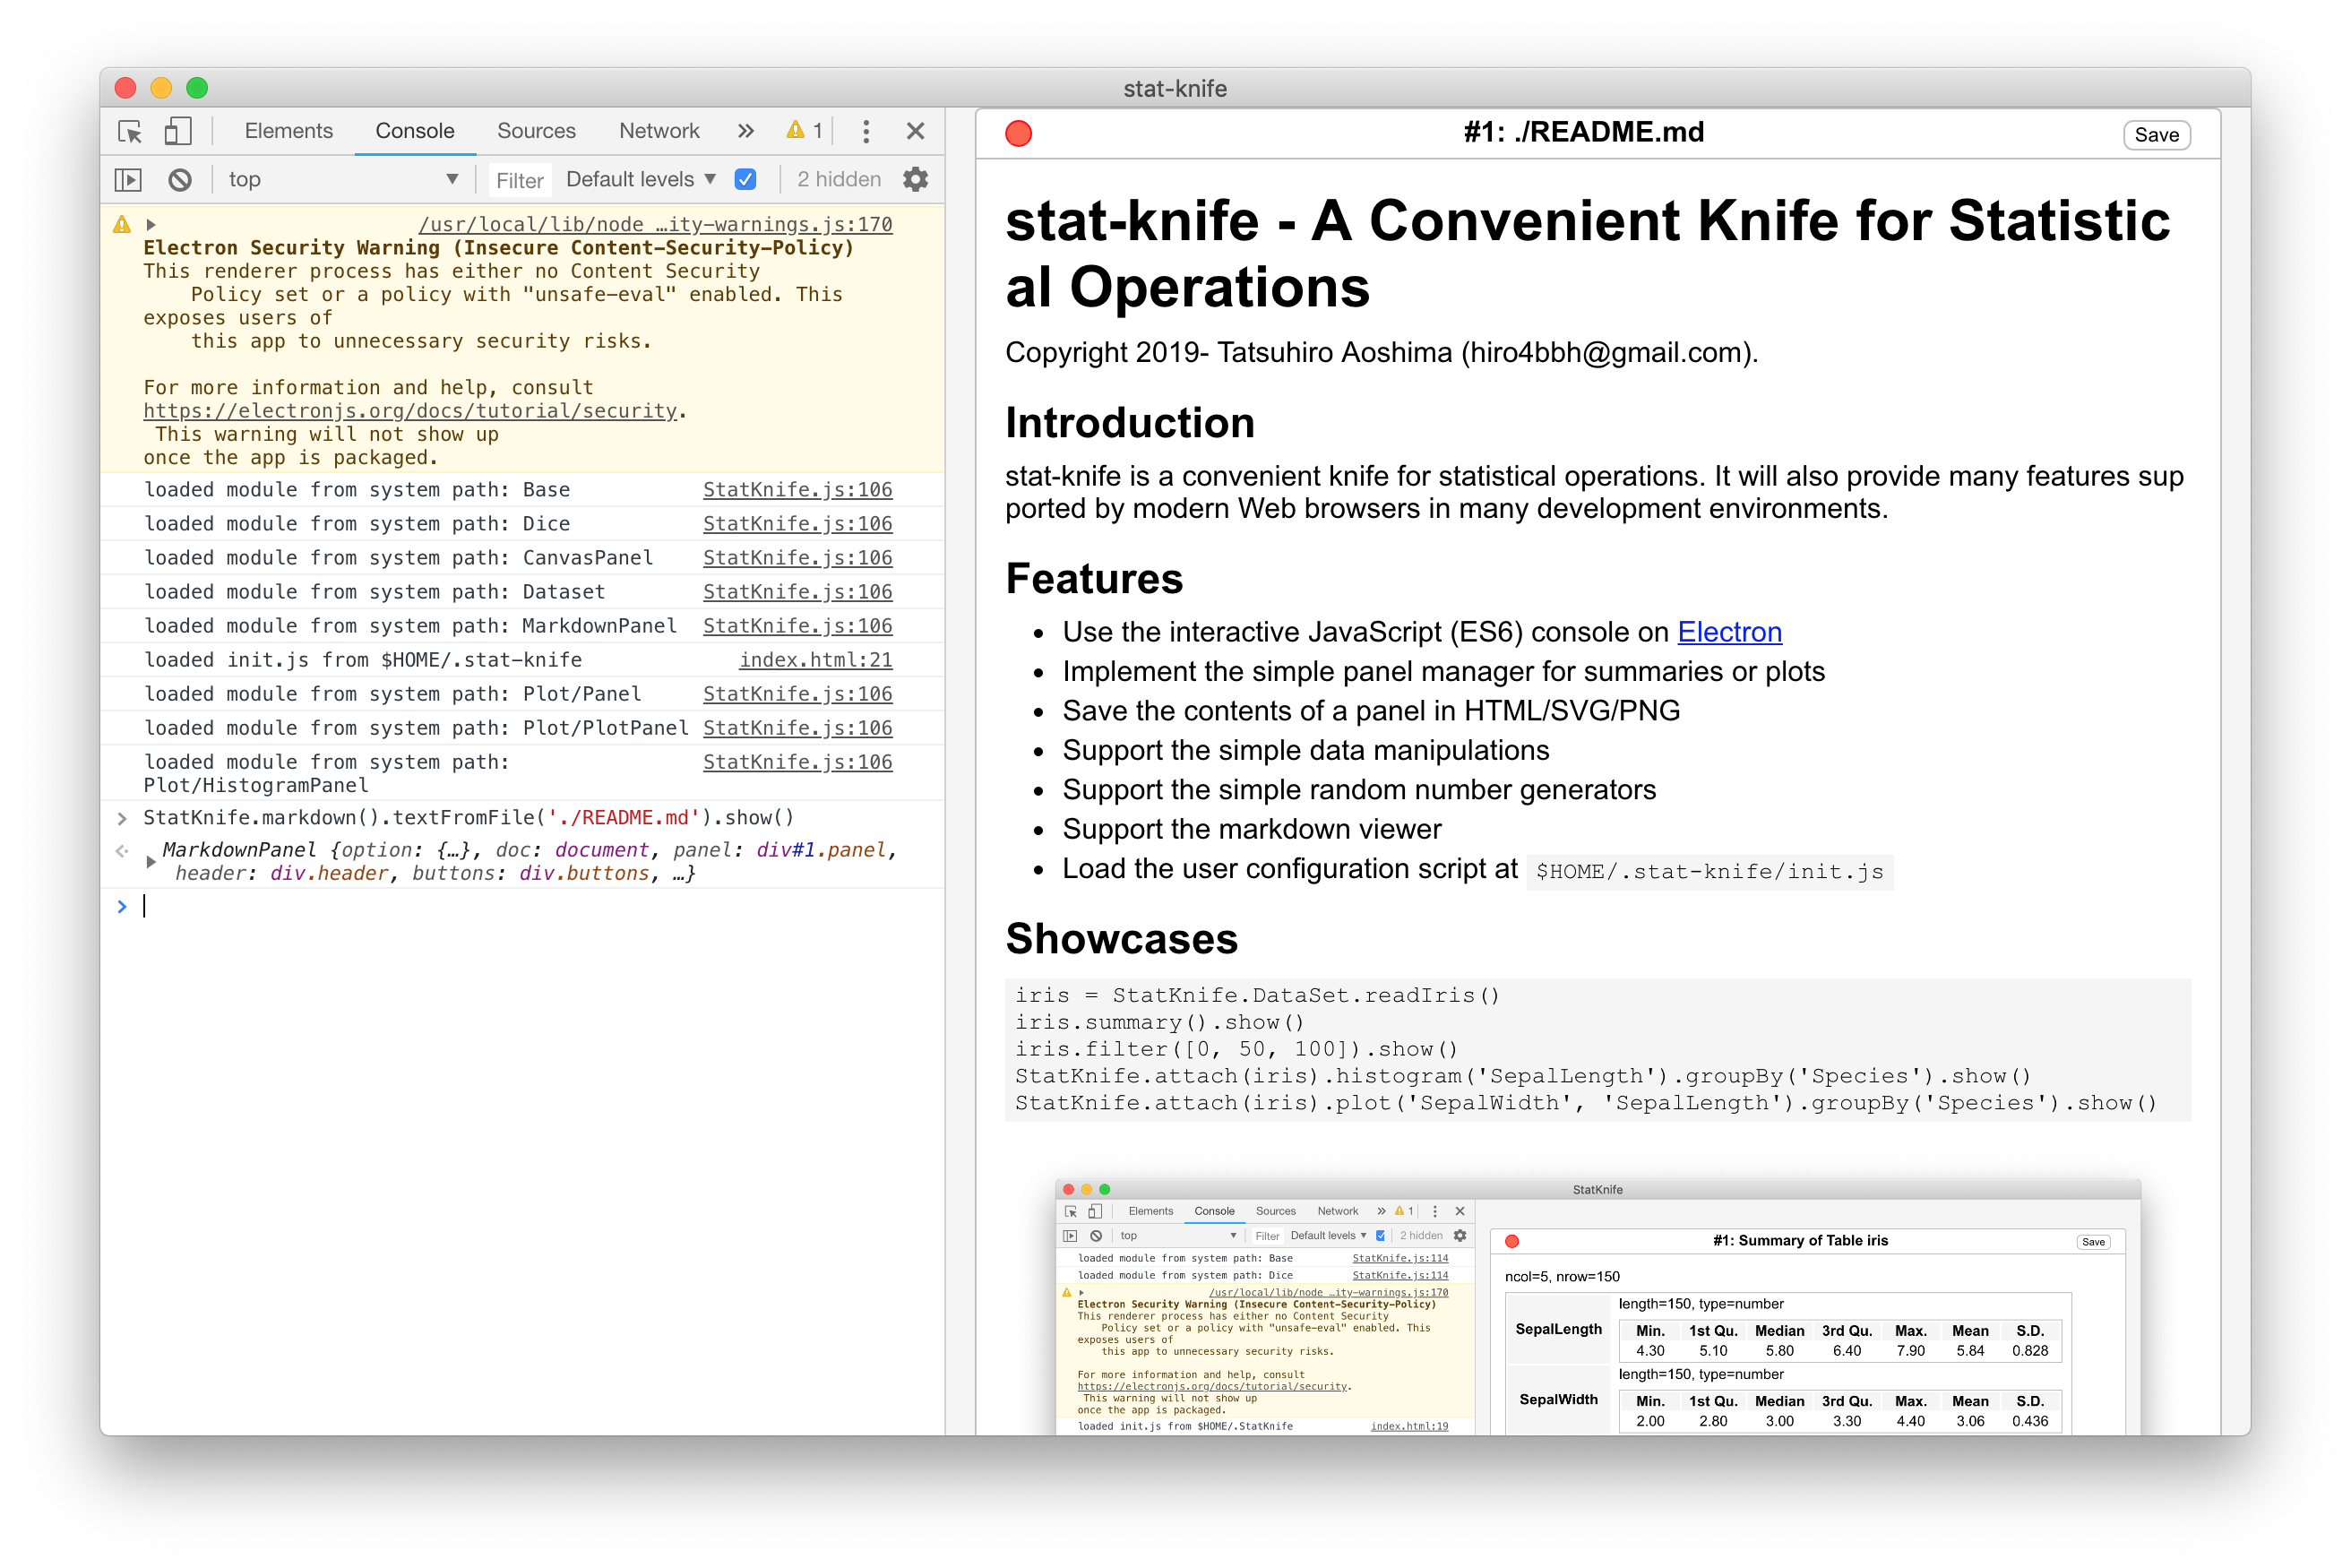 stat-knife
Elements Console Sources Network » 1
top Filter Default levels 2 hidden
/usr/local/lib/node …ity-warnings.js:170
Electron Security Warning (Insecure Content-Security-Policy)
This renderer process has either no Content Security
Policy set or a policy with "unsafe-eval" enabled. This
exposes users of
this app to unnecessary security risks.
For more information and help, consult
https://electronjs.org/docs/tutorial/security.
This warning will not show up
once the app is packaged.
loaded module from system path: Base StatKnife.js:106
loaded module from system path: Dice StatKnife.js:106
loaded module from system path: CanvasPanel StatKnife.js:106
loaded module from system path: Dataset StatKnife.js:106
loaded module from system path: MarkdownPanel StatKnife.js:106
loaded init.js from $HOME/.stat-knife index.html:21
loaded module from system path: Plot/Panel StatKnife.js:106
loaded module from system path: Plot/PlotPanel StatKnife.js:106
loaded module from system path: StatKnife.js:106
Plot/HistogramPanel
> StatKnife.markdown().textFromFile('./README.md').show()
MarkdownPanel {option: {…}, doc: document, panel: div#1.panel,
header: div.header, buttons: div.buttons, …}
>
#1: ./README.md Save
stat-knife - A Convenient Knife for Statistic
al Operations
Copyright 2019- Tatsuhiro Aoshima (hiro4bbh@gmail.com).
Introduction
stat-knife is a convenient knife for statistical operations. It will also provide many features sup
ported by modern Web browsers in many development environments.
Features
• Use the interactive JavaScript (ES6) console on Electron
• Implement the simple panel manager for summaries or plots
• Save the contents of a panel in HTML/SVG/PNG
• Support the simple data manipulations
• Support the simple random number generators
• Support the markdown viewer
• Load the user configuration script at $HOME/.stat-knife/init.js
Showcases
iris = StatKnife.DataSet.readIris()
iris.summary().show()
iris.filter([0, 50, 100]).show()
StatKnife.attach(iris).histogram('SepalLength').groupBy('Species').show()
StatKnife.attach(iris).plot('SepalWidth', 'SepalLength').groupBy('Species').show()
StatKnife
Elements Console Sources Network » 1
top Filter Default levels 2 hidden
loaded module from system path: Base StatKnife.js:114
loaded module from system path: Dice StatKnife.js:114
/usr/local/lib/node …ity-warnings.js:170
Electron Security Warning (Insecure Content-Security-Policy)
This renderer process has either no Content Security
Policy set or a policy with "unsafe-eval" enabled. This
exposes users of
this app to unnecessary security risks.
For more information and help, consult
https://electronjs.org/docs/tutorial/security.
This warning will not show up
once the app is packaged.
loaded init.js from $HOME/.StatKnife index.html:19
#1: Summary of Table iris Save
ncol=5, nrow=150
SepalLength
length=150, type=number
Min. 1st Qu. Median 3rd Qu. Max. Mean S.D.
4.30 5.10 5.80 6.40 7.90 5.84 0.828
SepalWidth
length=150, type=number
Min. 1st Qu. Median 3rd Qu. Max. Mean S.D.
2.00 2.80 3.00 3.30 4.40 3.06 0.436